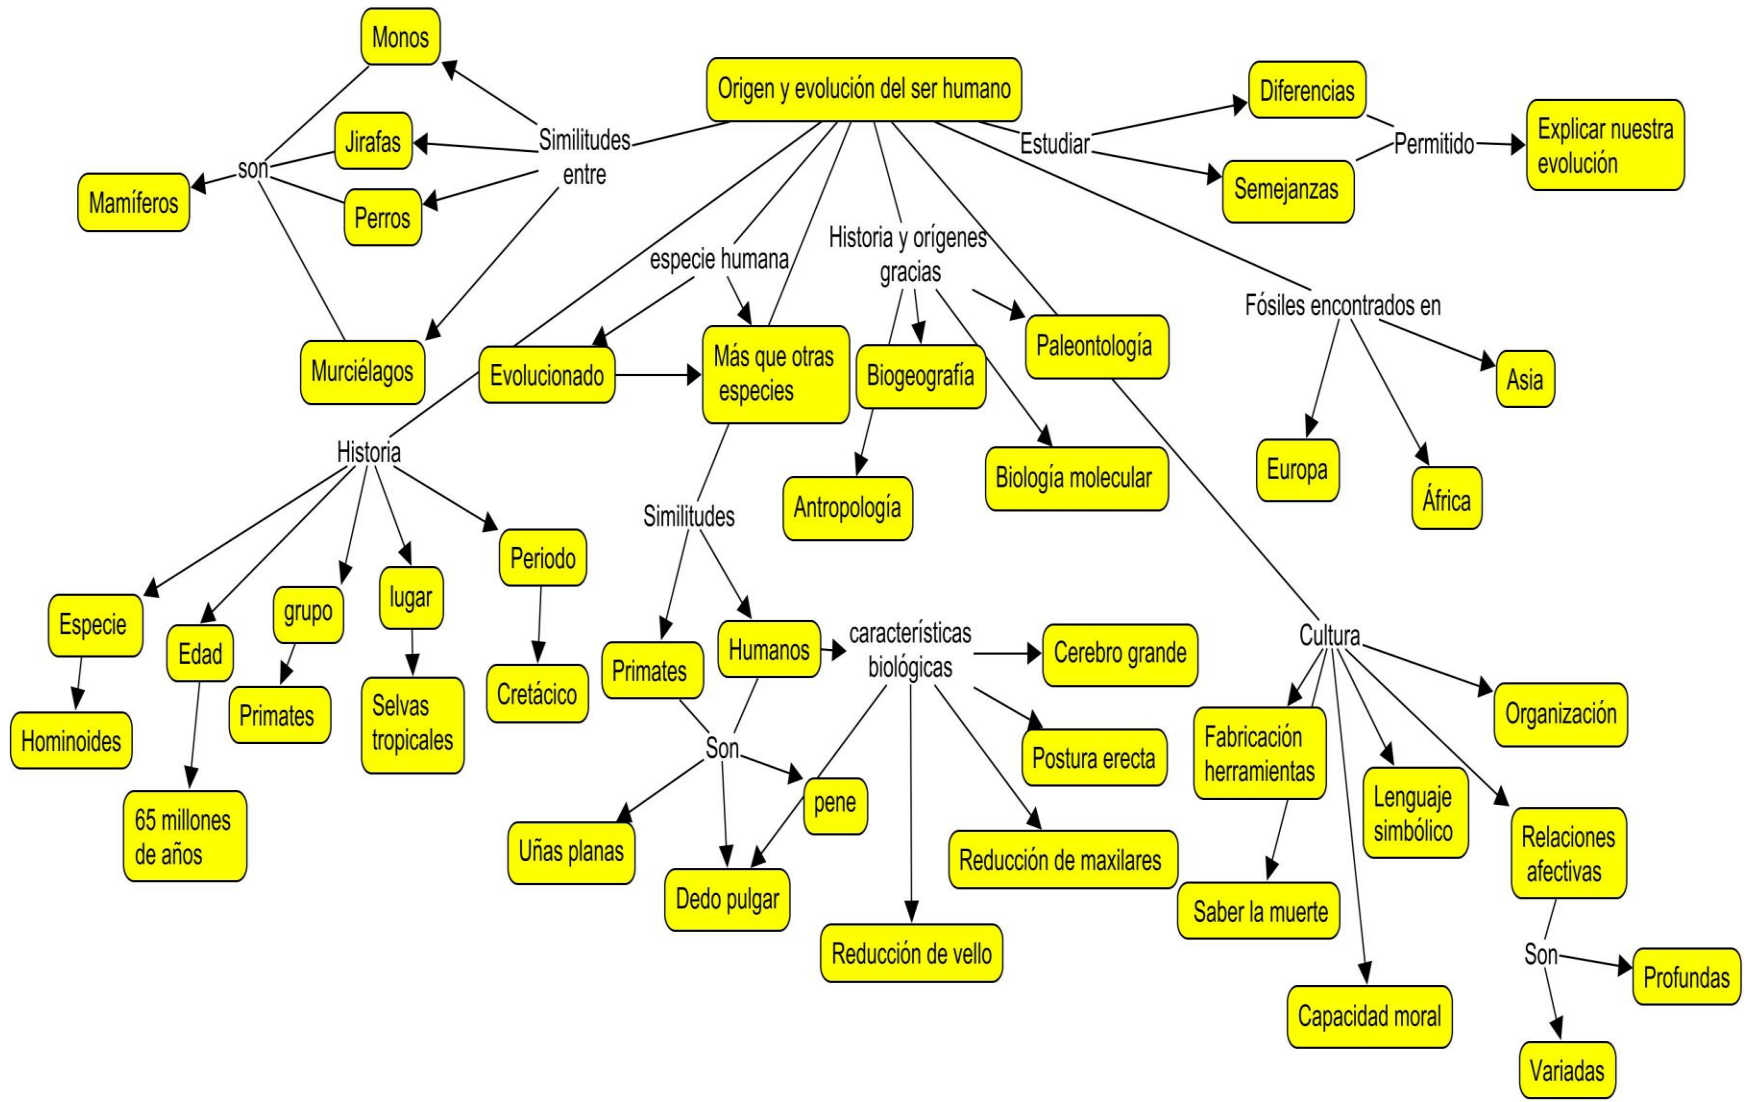 Monos
Origen y evolución del ser humano
Diferencias
Explicar nuestra
evolución
Jirafas
Similitudes
entre
Estudiar
Permitido
son
Mamíferos
Perros
Semejanzas
especie humana
Historia y orígenes
gracias
Fósiles encontrados en
Murciélagos
Evolucionado
Más que otras
especies
Biogeografía
Paleontología
Asia
Historia
Similitudes
Antropología
Biología molecular
Europa
África
Especie
Edad
grupo
lugar
Periodo
Primates
Humanos
características
biológicas
Cerebro grande
Cultura
Hominoides
Primates
Selvas
tropicales
Cretácico
Son
Postura erecta
Fabricación
herramientas
Organización
65 millones
de años
Uñas planas
pene
Dedo pulgar
Reducción de maxilares
Lenguaje
simbólico
Relaciones
afectivas
Reducción de vello
Saber la muerte
Son
Profundas
Capacidad moral
Variadas